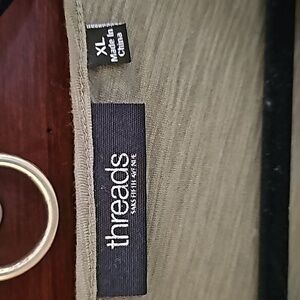 XL
Made in
China
threads
SAKS FIFTH AVENUE